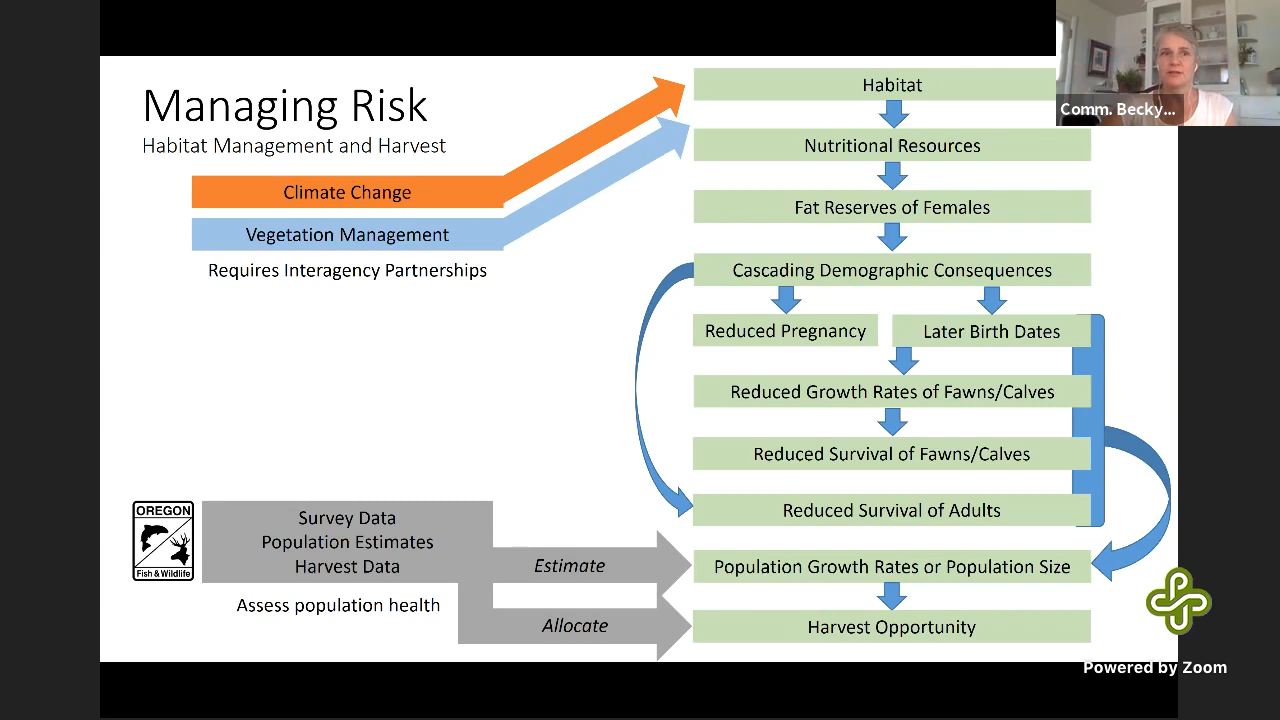 Managing Risk
Habitat Management and Harvest
Climate Change
Vegetation Management
Requires Interagency Partnerships
Habitat
Nutritional Resources
Fat Reserves of Females
Cascading Demographic Consequences
Reduced Pregnancy
Later Birth Dates
Reduced Growth Rates of Fawns/Calves
Reduced Survival of Fawns/Calves
Reduced Survival of Adults
OREGON
Fish & Wildlife
Survey Data
Population Estimates
Harvest Data
Assess population health
Estimate
Allocate
Population Growth Rates or Population Size
Harvest Opportunity
Comm. Becky...
Powered by Zoom